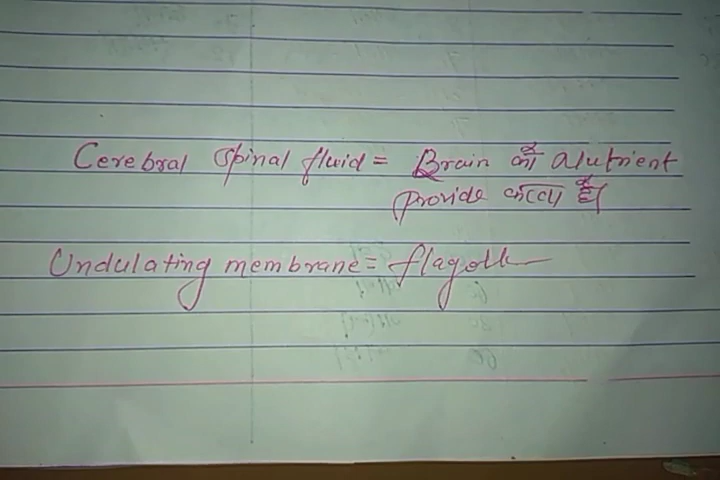 Cerebral Spinal fluid = Brain को Nutrient
provide करता है
Undulating membrane = flagella